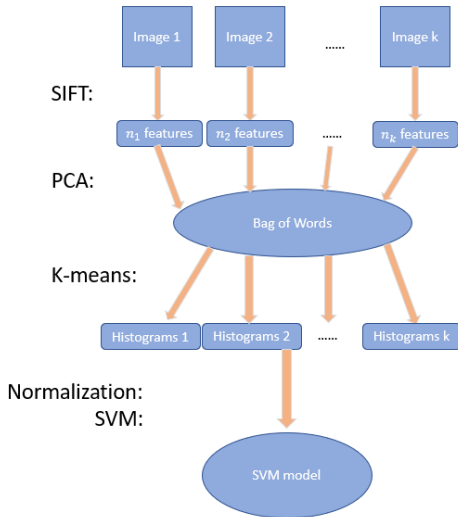 Image 1 Image 2 ...... Image k
SIFT:
n₁ features n₂ features ...... nₖ features
PCA:
Bag of Words
K-means:
Histograms 1 Histograms 2 ...... Histograms k
Normalization:
SVM:
SVM model